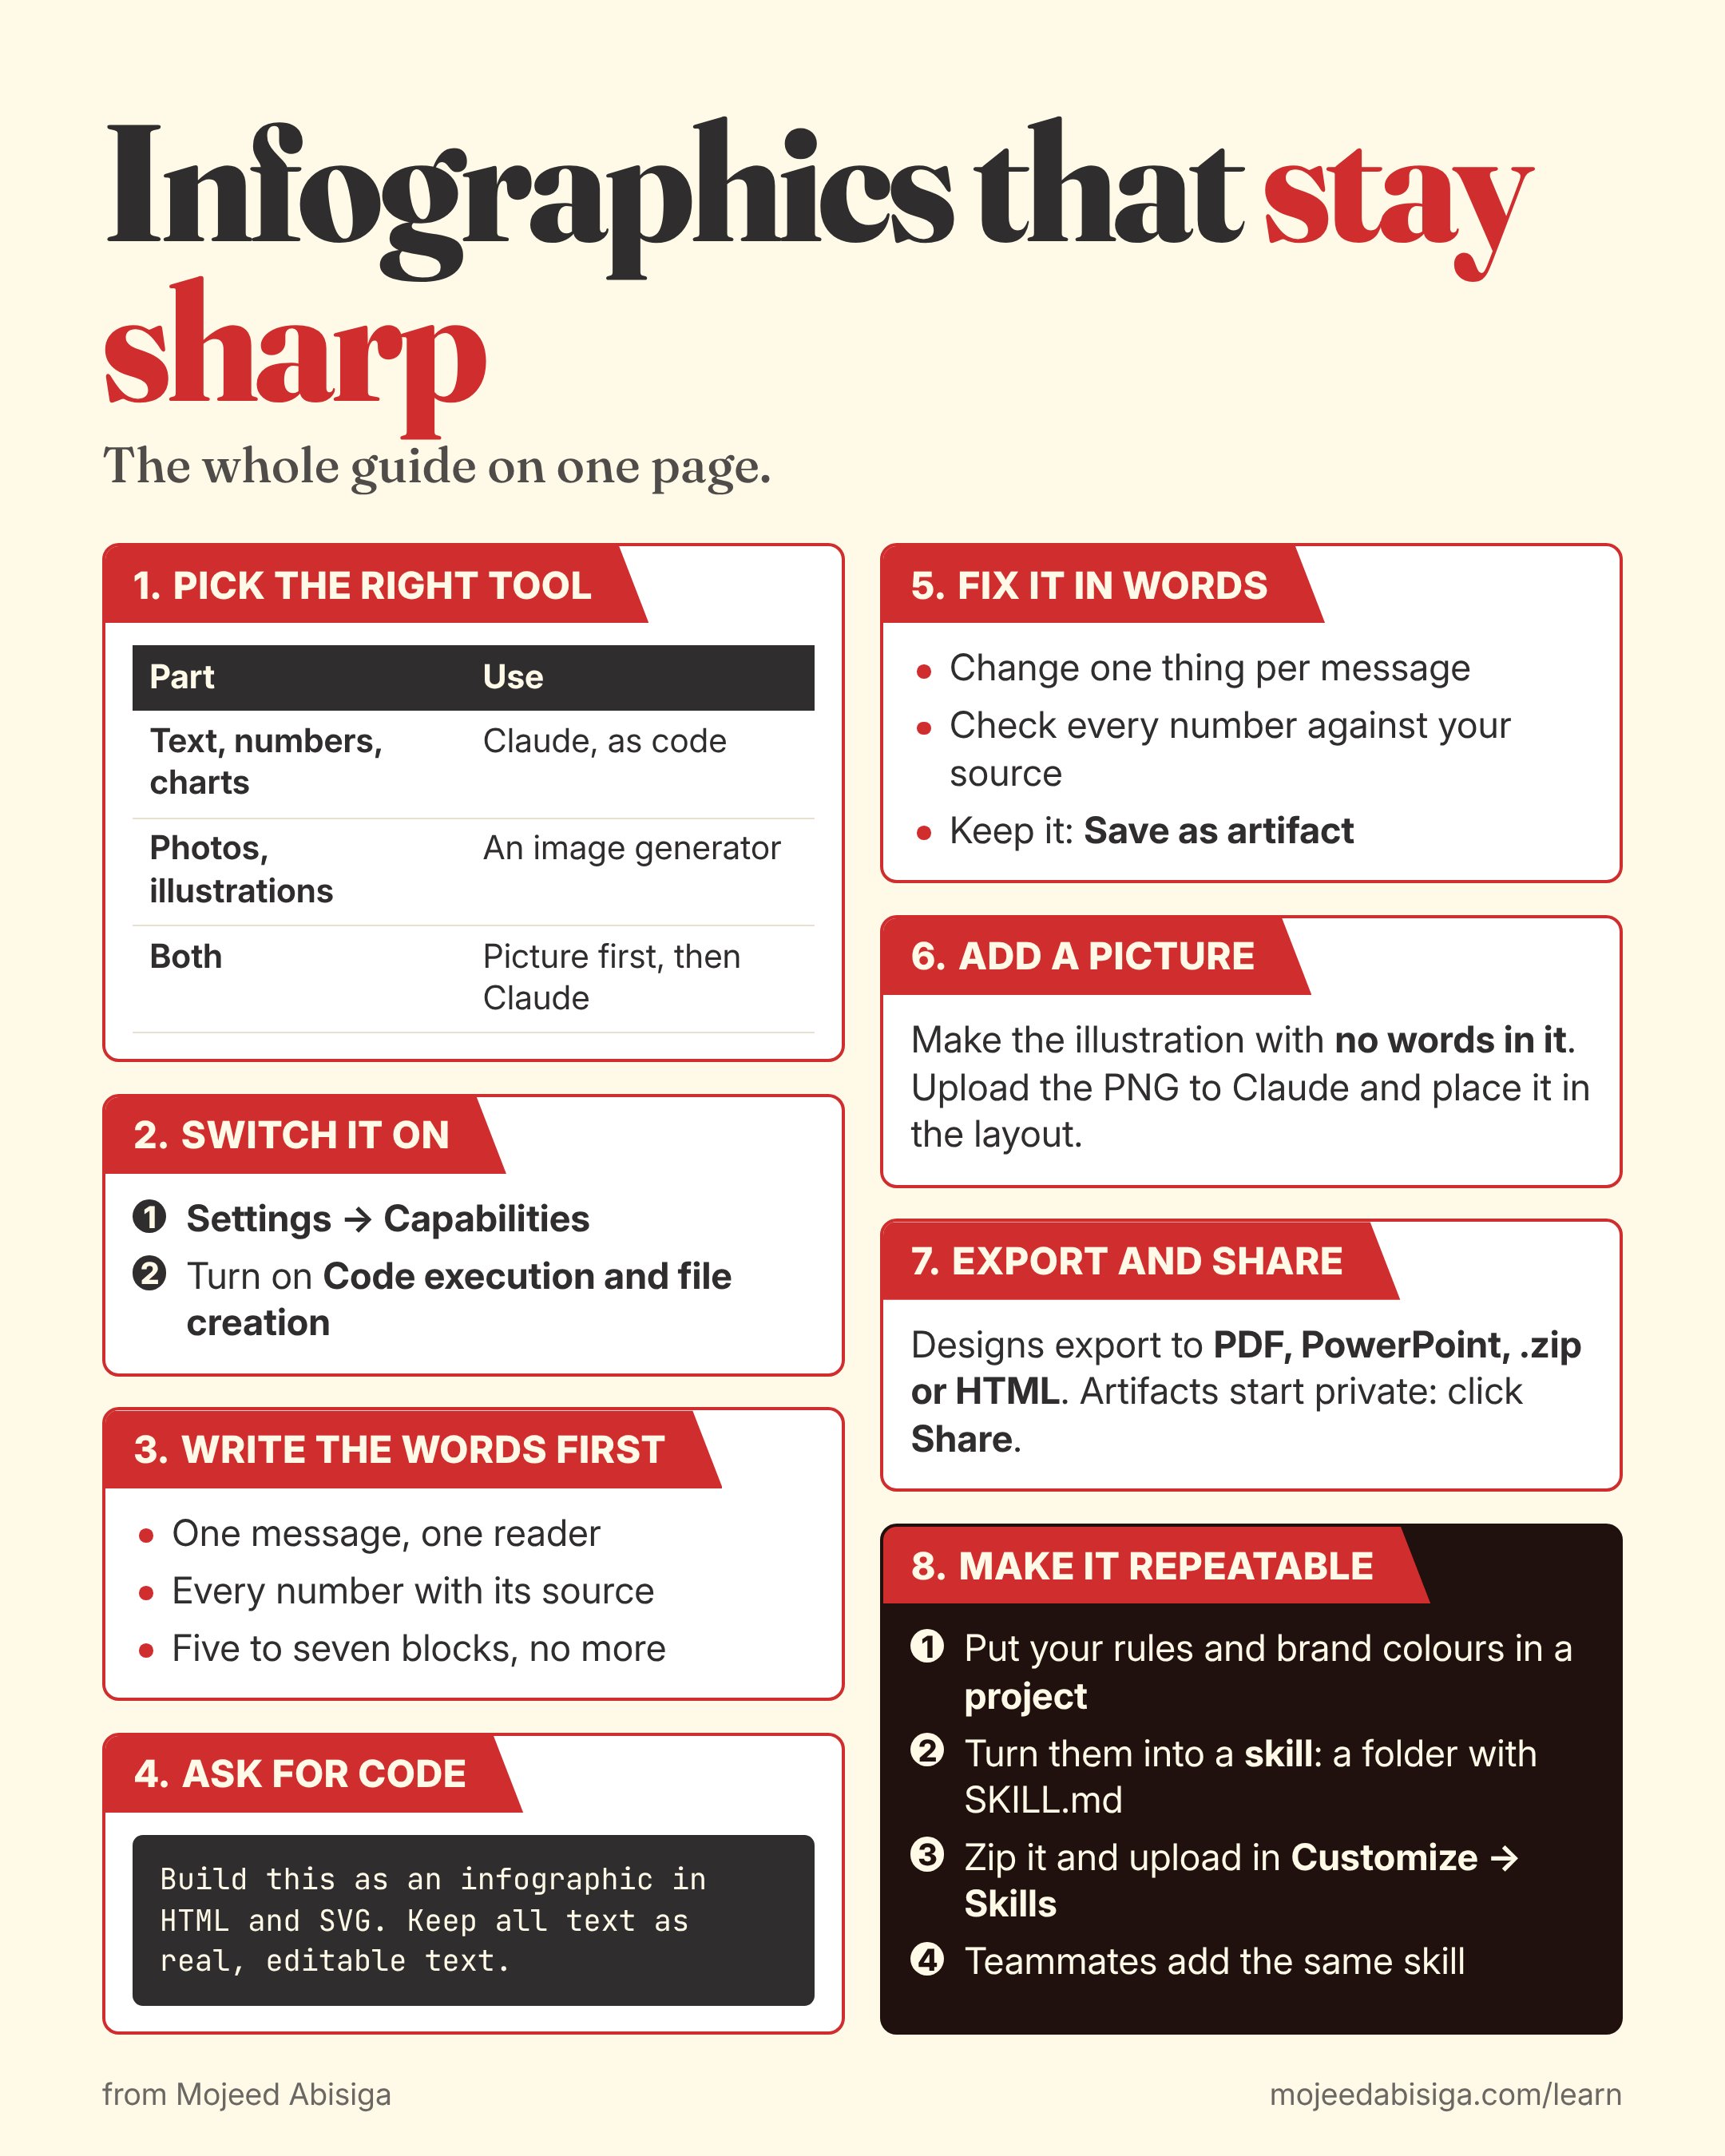 Infographics that stay
sharp
The whole guide on one page.
1. PICK THE RIGHT TOOL
Part Use
Text, numbers, Claude, as code
charts
Photos, An image generator
illustrations
Both Picture first, then
Claude
2. SWITCH IT ON
1 Settings → Capabilities
2 Turn on Code execution and file
creation
3. WRITE THE WORDS FIRST
• One message, one reader
• Every number with its source
• Five to seven blocks, no more
4. ASK FOR CODE
Build this as an infographic in
HTML and SVG. Keep all text as
real, editable text.
5. FIX IT IN WORDS
• Change one thing per message
• Check every number against your
source
• Keep it: Save as artifact
6. ADD A PICTURE
Make the illustration with no words in it.
Upload the PNG to Claude and place it in
the layout.
7. EXPORT AND SHARE
Designs export to PDF, PowerPoint, .zip
or HTML. Artifacts start private: click
Share.
8. MAKE IT REPEATABLE
1 Put your rules and brand colours in a
project
2 Turn them into a skill: a folder with
SKILL.md
3 Zip it and upload in Customize →
Skills
4 Teammates add the same skill
from Mojeed Abisiga
mojeedabisiga.com/learn